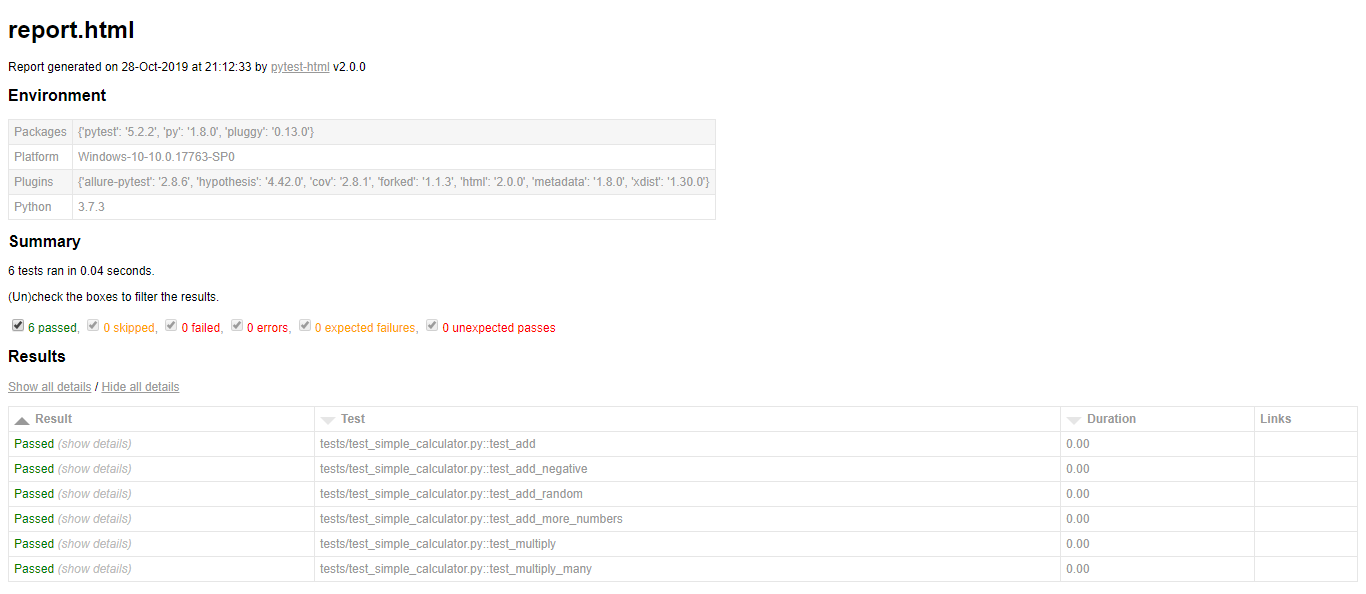 report.html
Report generated on 28-Oct-2019 at 21:12:33 by pytest-html v2.0.0
Environment
Packages {'pytest': '5.2.2', 'py': '1.8.0', 'pluggy': '0.13.0'}
Platform Windows-10-10.0.17763-SP0
Plugins {'allure-pytest': '2.8.6', 'hypothesis': '4.42.0', 'cov': '2.8.1', 'forked': '1.1.3', 'html': '2.0.0', 'metadata': '1.8.0', 'xdist': '1.30.0'}
Python 3.7.3
Summary
6 tests ran in 0.04 seconds.
(Un)check the boxes to filter the results.
6 passed, 0 skipped, 0 failed, 0 errors, 0 expected failures, 0 unexpected passes
Results
Show all details / Hide all details
Result Test Duration Links
Passed (show details) tests/test_simple_calculator.py::test_add 0.00
Passed (show details) tests/test_simple_calculator.py::test_add_negative 0.00
Passed (show details) tests/test_simple_calculator.py::test_add_random 0.00
Passed (show details) tests/test_simple_calculator.py::test_add_more_numbers 0.00
Passed (show details) tests/test_simple_calculator.py::test_multiply 0.00
Passed (show details) tests/test_simple_calculator.py::test_multiply_many 0.00